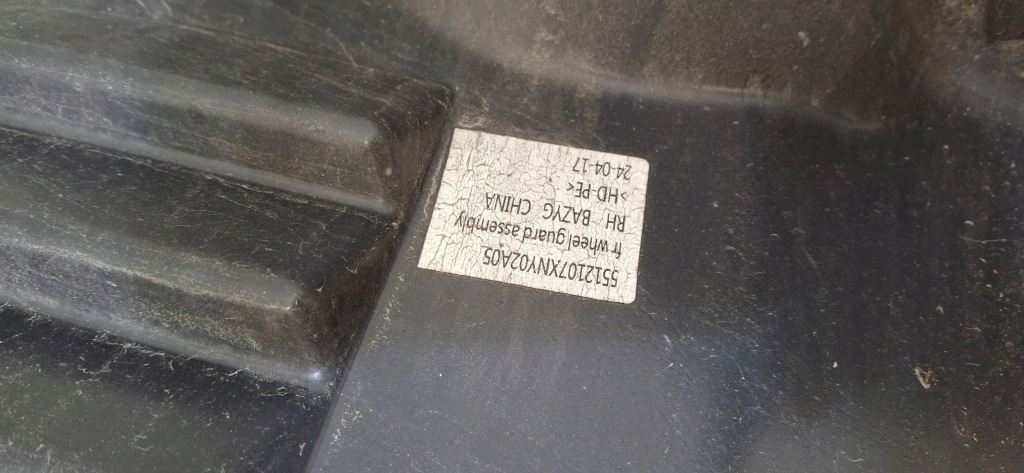 5512107XNY02A05
fr wheel guard assembly
RH BAZYG CHINA
>HD-PE<
24-04-17